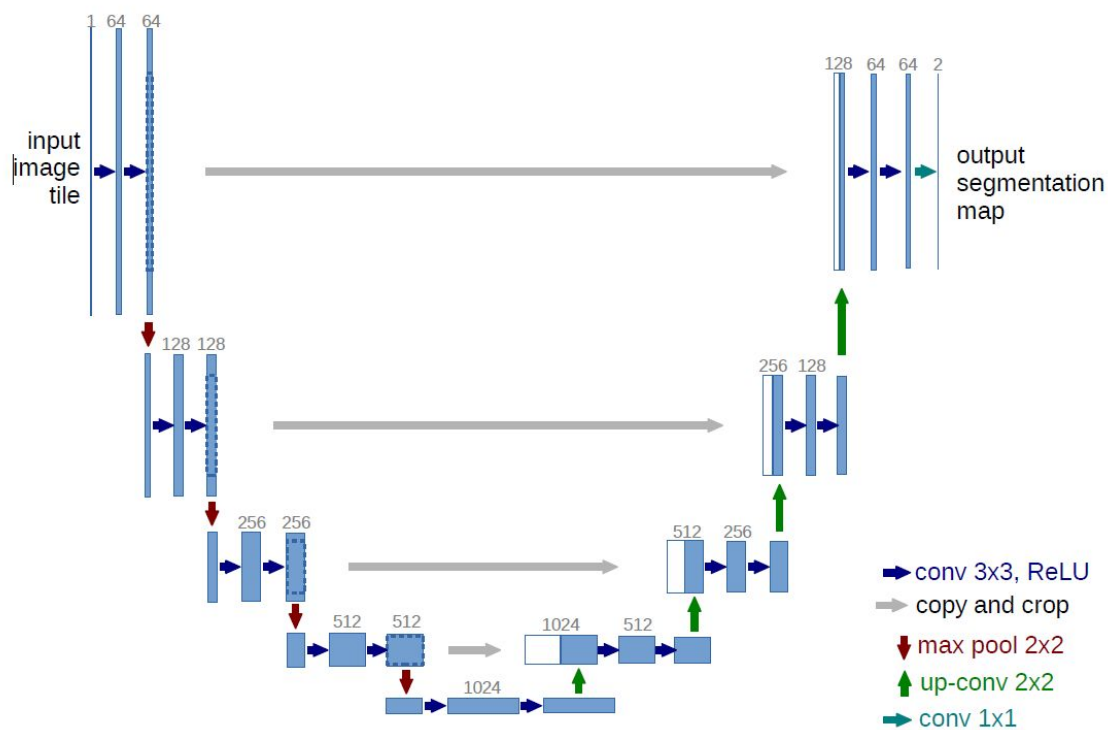 1 64 64
128 64 64 2
input
image
tile
output
segmentation
map
128 128
256 128
256 256
512 256
512 512
1024 512
1024
conv 3x3, ReLU
copy and crop
max pool 2x2
up-conv 2x2
conv 1x1